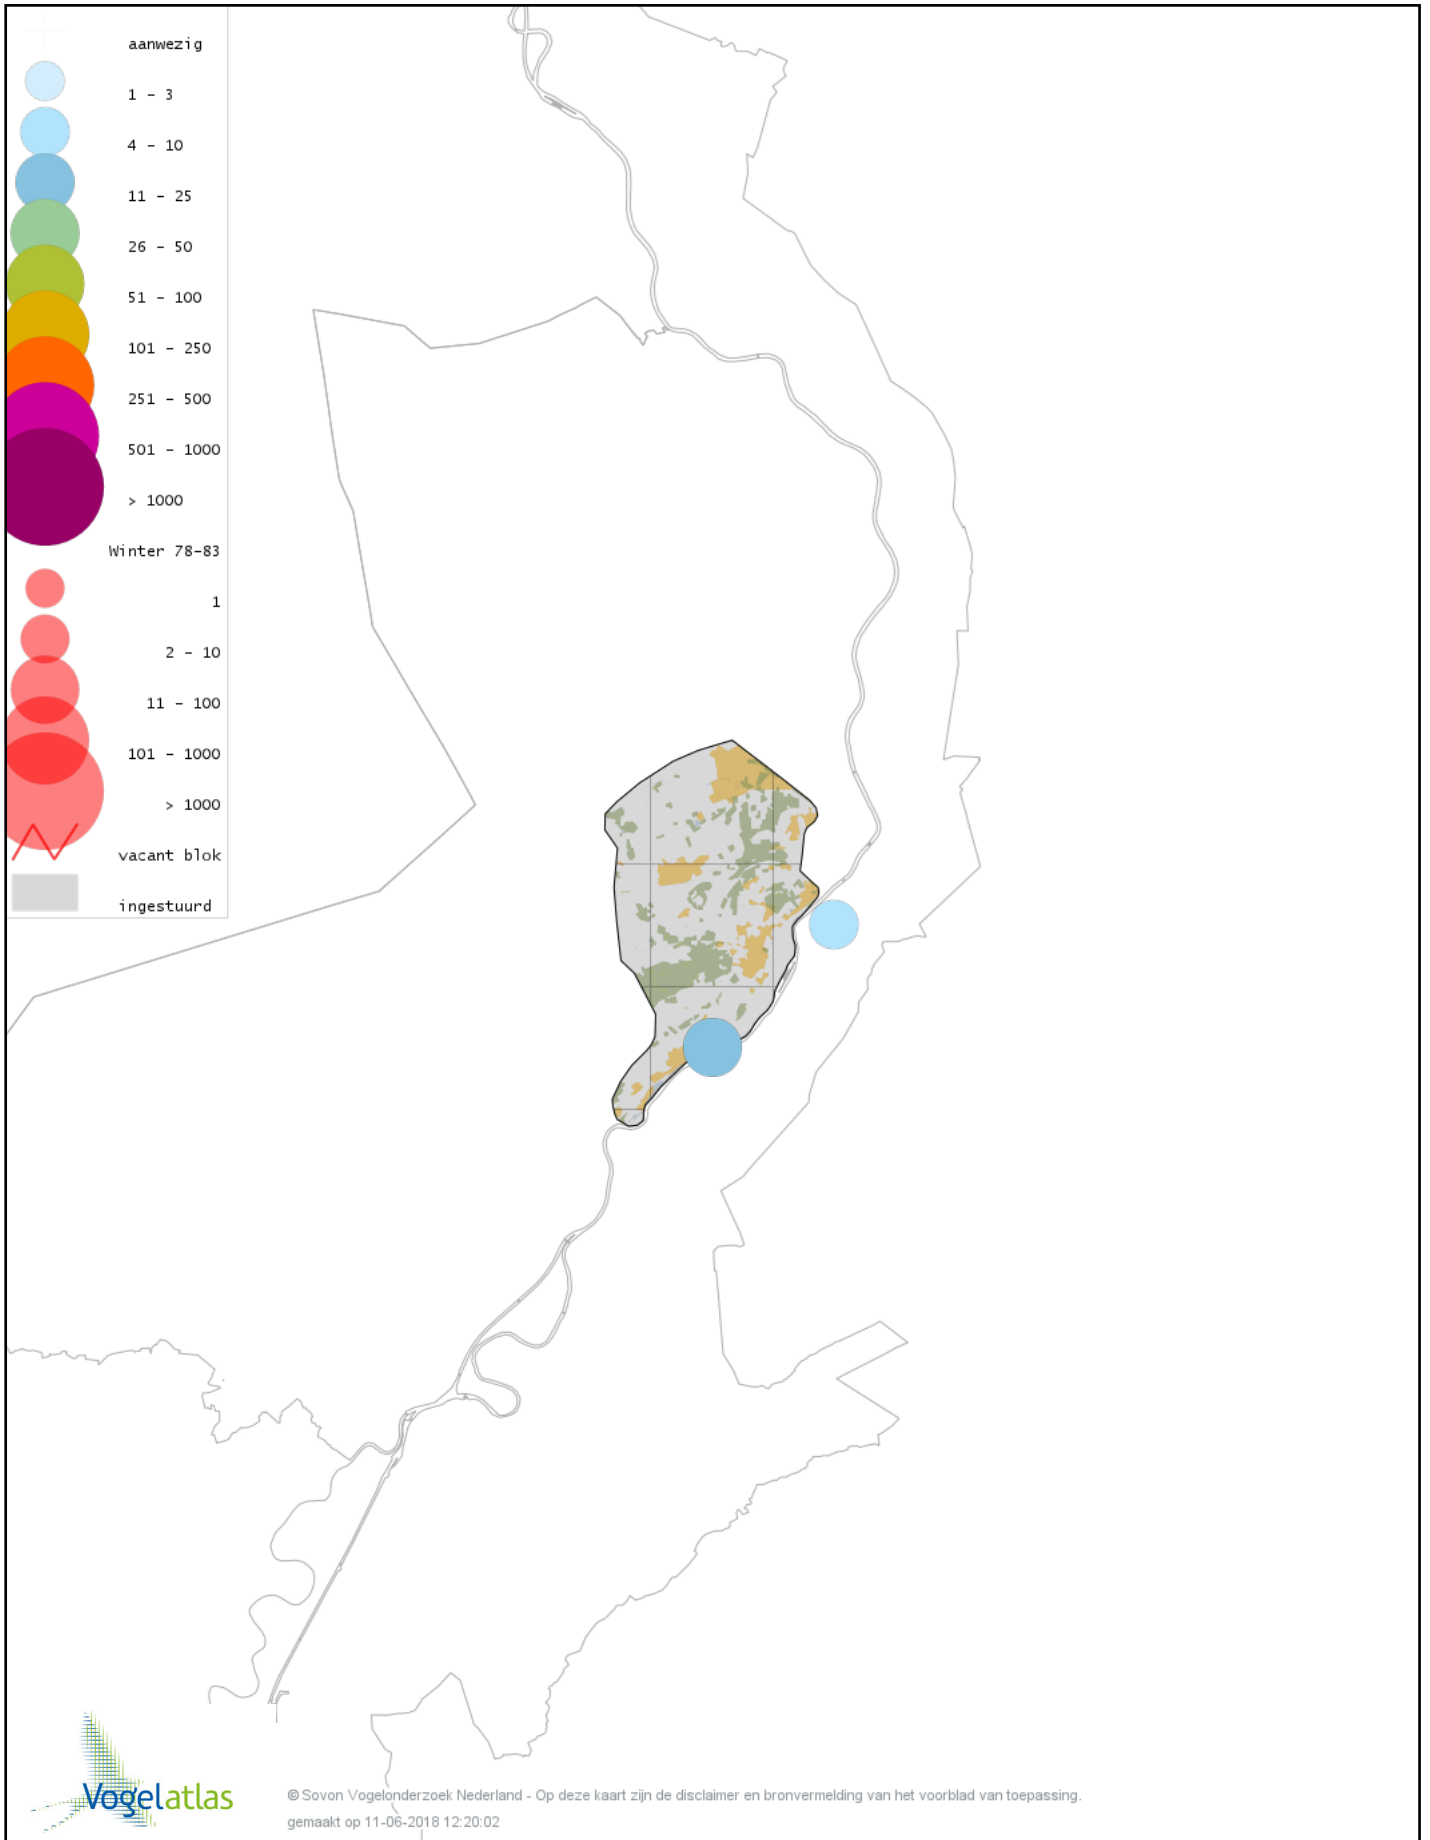 aanwezig
1 - 3
4 - 10
11 - 25
26 - 50
51 - 100
101 - 250
251 - 500
501 - 1000
> 1000
Winter 78-83
1
2 - 10
11 - 100
101 - 1000
> 1000
vacant blok
ingestuurd
Vogelatlas
© Sovon Vogelonderzoek Nederland - Op deze kaart zijn de disclaimer en bronvermelding van het voorblad van toepassing.
gemaakt op 11-06-2018 12:20:02